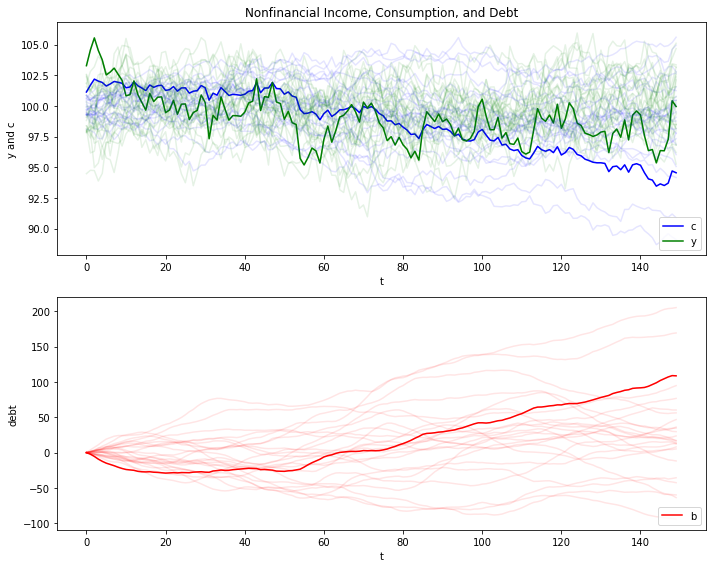 Nonfinancial Income, Consumption, and Debt
105.0
102.5
100.0
97.5
95.0
92.5
90.0
y and c
0 20 40 60 80 100 120 140
t
c
y
200
150
100
50
0
−50
−100
debt
0 20 40 60 80 100 120 140
t
b